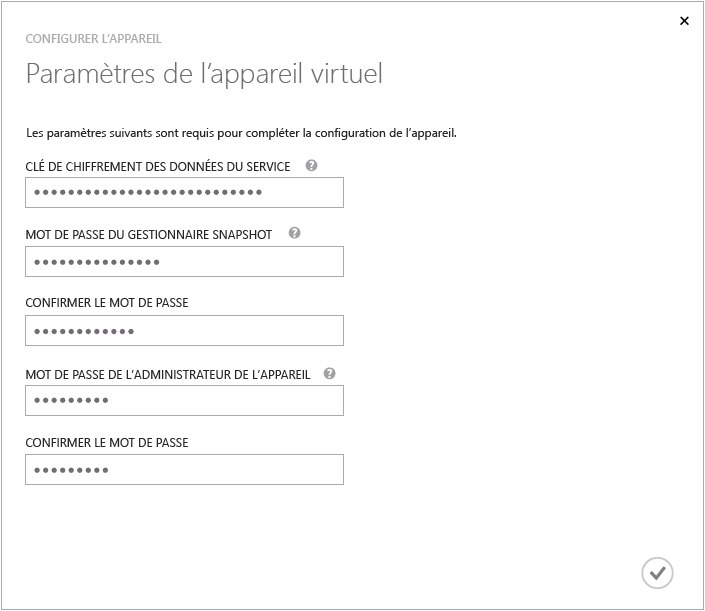 CONFIGURER L'APPAREIL
Paramètres de l'appareil virtuel
Les paramètres suivants sont requis pour compléter la configuration de l'appareil.
CLÉ DE CHIFFREMENT DES DONNÉES DU SERVICE ?
•••••••••••••••••••••••••••
MOT DE PASSE DU GESTIONNAIRE SNAPSHOT ?
•••••••••••••••
CONFIRMER LE MOT DE PASSE
••••••••••••
MOT DE PASSE DE L'ADMINISTRATEUR DE L'APPAREIL ?
•••••••••
CONFIRMER LE MOT DE PASSE
•••••••••